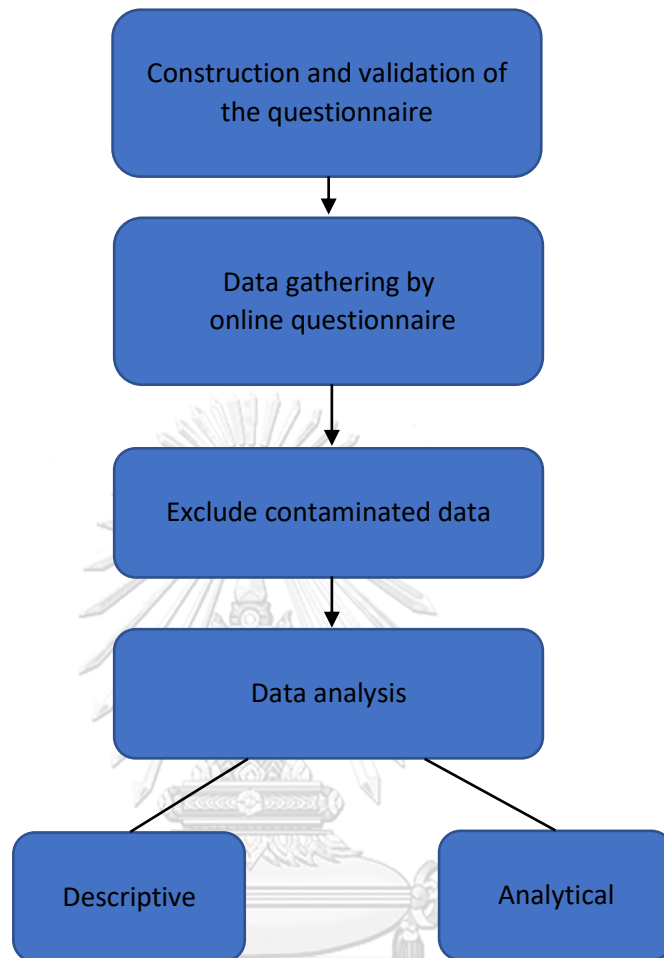 Construction and validation of
the questionnaire
Data gathering by
online questionnaire
Exclude contaminated data
Data analysis
Descriptive
Analytical